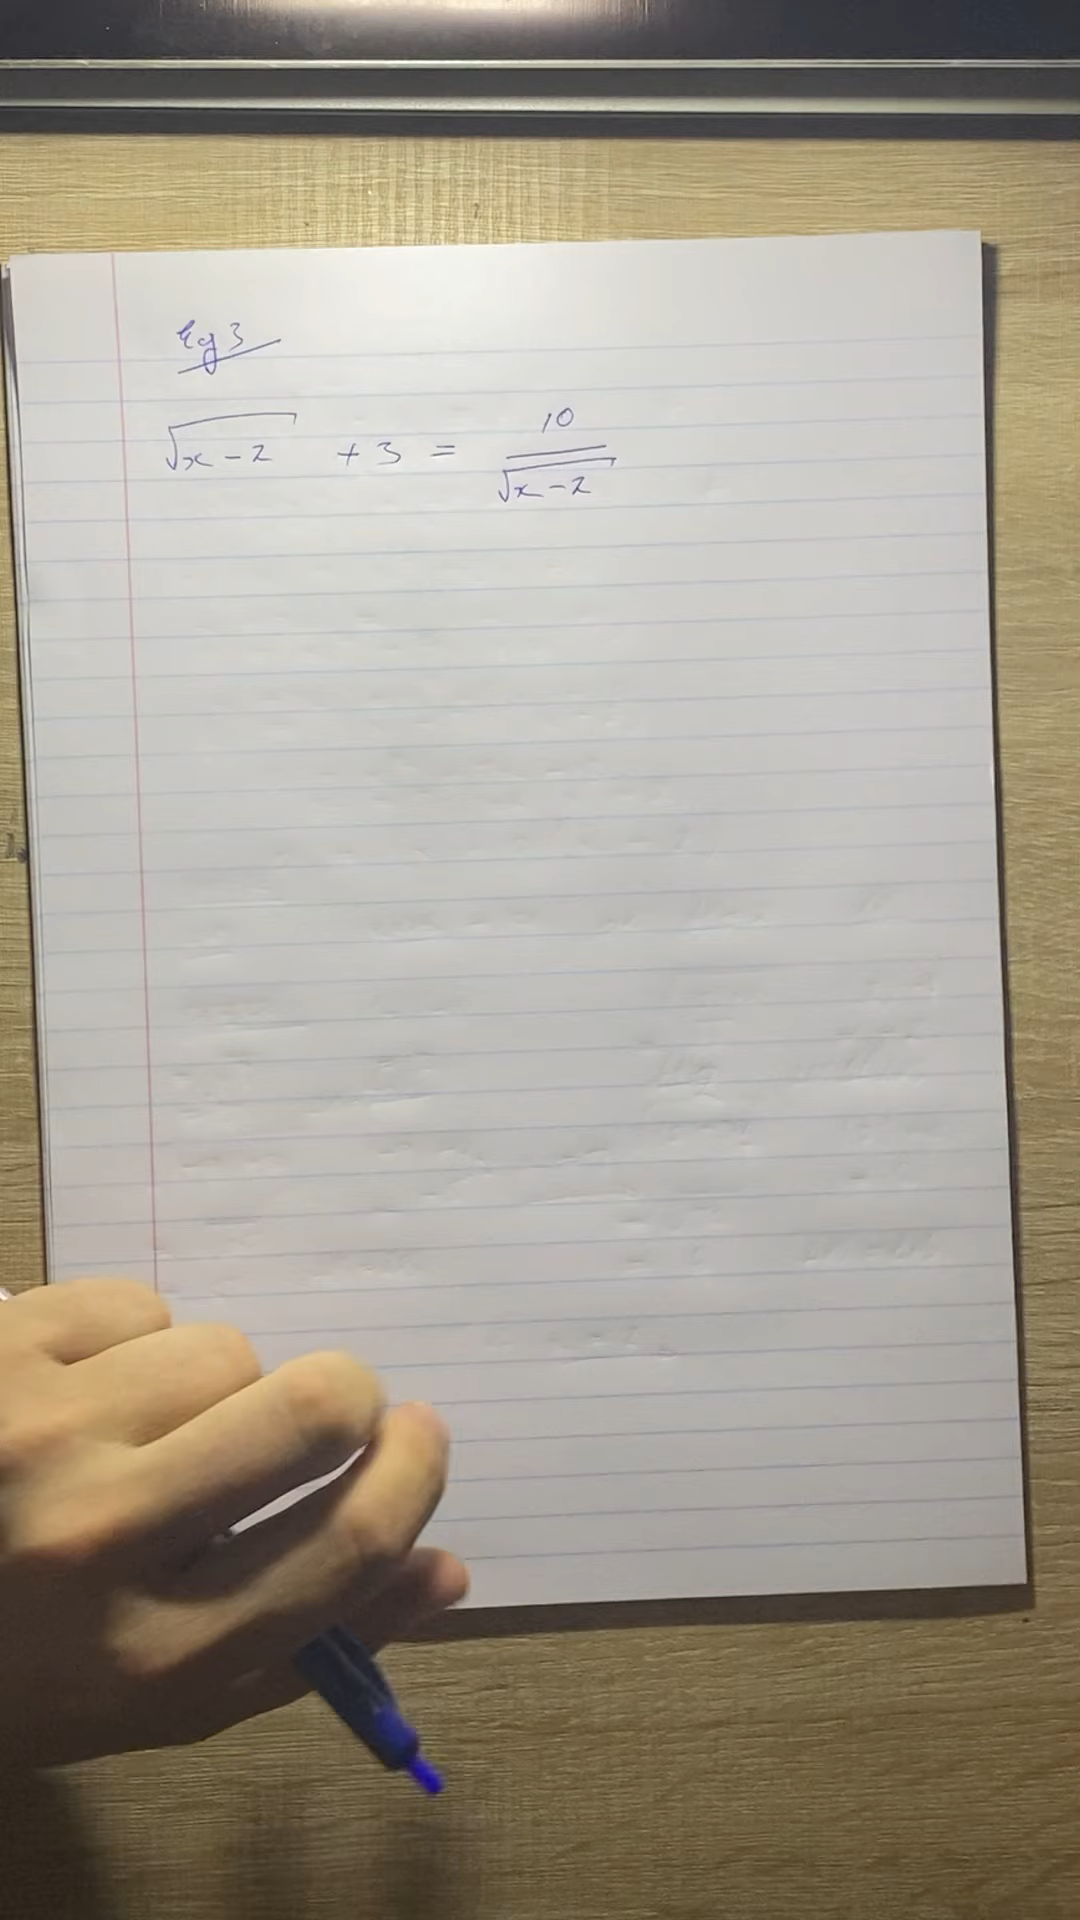 Eg 3
√(x-2) + 3 = 10/√(x-2)